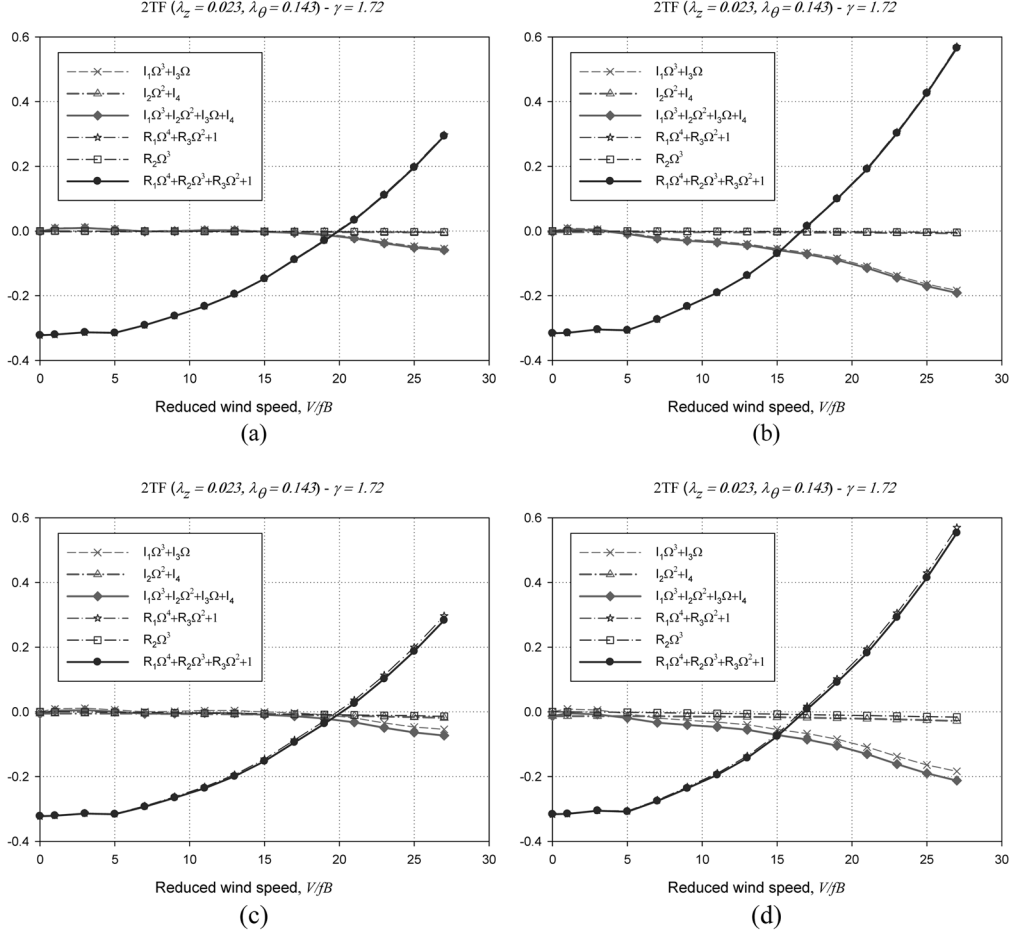 2TF (λz = 0.023, λθ = 0.143) - γ = 1.72
0.6
0.4
0.2
0.0
-0.2
-0.4
I₁Ω³+I₃Ω
I₂Ω²+I₄
I₁Ω³+I₂Ω²+I₃Ω+I₄
R₁Ω⁴+R₃Ω²+1
R₂Ω³
R₁Ω⁴+R₂Ω³+R₃Ω²+1
0 5 10 15 20 25 30
Reduced wind speed, V/fB
(a)
2TF (λz = 0.023, λθ = 0.143) - γ = 1.72
0.6
0.4
0.2
0.0
-0.2
-0.4
I₁Ω³+I₃Ω
I₂Ω²+I₄
I₁Ω³+I₂Ω²+I₃Ω+I₄
R₁Ω⁴+R₃Ω²+1
R₂Ω³
R₁Ω⁴+R₂Ω³+R₃Ω²+1
0 5 10 15 20 25 30
Reduced wind speed, V/fB
(b)
2TF (λz = 0.023, λθ = 0.143) - γ = 1.72
0.6
0.4
0.2
0.0
-0.2
-0.4
I₁Ω³+I₃Ω
I₂Ω²+I₄
I₁Ω³+I₂Ω²+I₃Ω+I₄
R₁Ω⁴+R₃Ω²+1
R₂Ω³
R₁Ω⁴+R₂Ω³+R₃Ω²+1
0 5 10 15 20 25 30
Reduced wind speed, V/fB
(c)
2TF (λz = 0.023, λθ = 0.143) - γ = 1.72
0.6
0.4
0.2
0.0
-0.2
-0.4
I₁Ω³+I₃Ω
I₂Ω²+I₄
I₁Ω³+I₂Ω²+I₃Ω+I₄
R₁Ω⁴+R₃Ω²+1
R₂Ω³
R₁Ω⁴+R₂Ω³+R₃Ω²+1
0 5 10 15 20 25 30
Reduced wind speed, V/fB
(d)